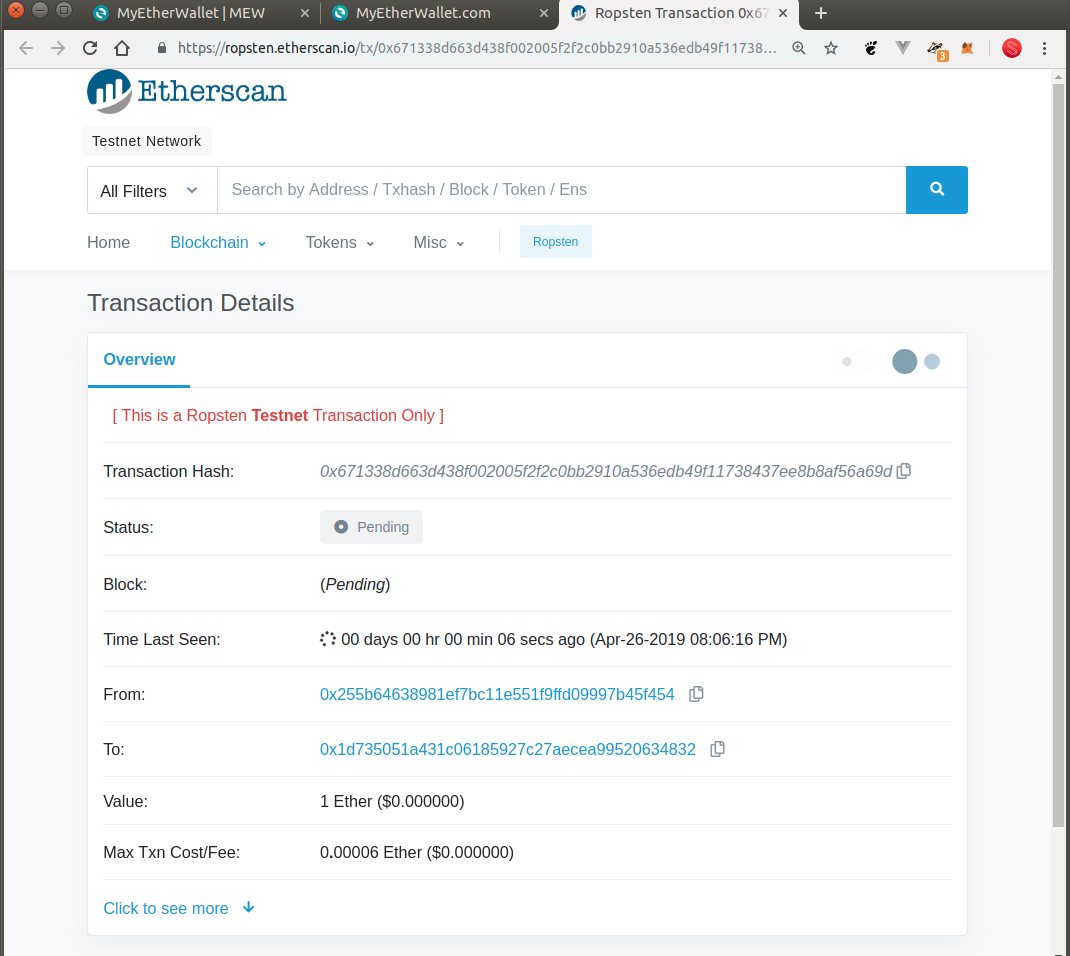 MyEtherWallet | MEW
MyEtherWallet.com
Ropsten Transaction 0x67
https://ropsten.etherscan.io/tx/0x671338d663d438f002005f2f2c0bb2910a536edb49f11738...
3
Etherscan
Testnet Network
All Filters
Search by Address / Txhash / Block / Token / Ens
Home Blockchain Tokens Misc Ropsten
Transaction Details
Overview
[ This is a Ropsten Testnet Transaction Only ]
Transaction Hash: 0x671338d663d438f002005f2f2c0bb2910a536edb49f11738437ee8b8af56a69d
Status: Pending
Block: (Pending)
Time Last Seen: 00 days 00 hr 00 min 06 secs ago (Apr-26-2019 08:06:16 PM)
From: 0x255b64638981ef7bc11e551f9ffd09997b45f454
To: 0x1d735051a431c06185927c27aecea99520634832
Value: 1 Ether ($0.000000)
Max Txn Cost/Fee: 0.00006 Ether ($0.000000)
Click to see more